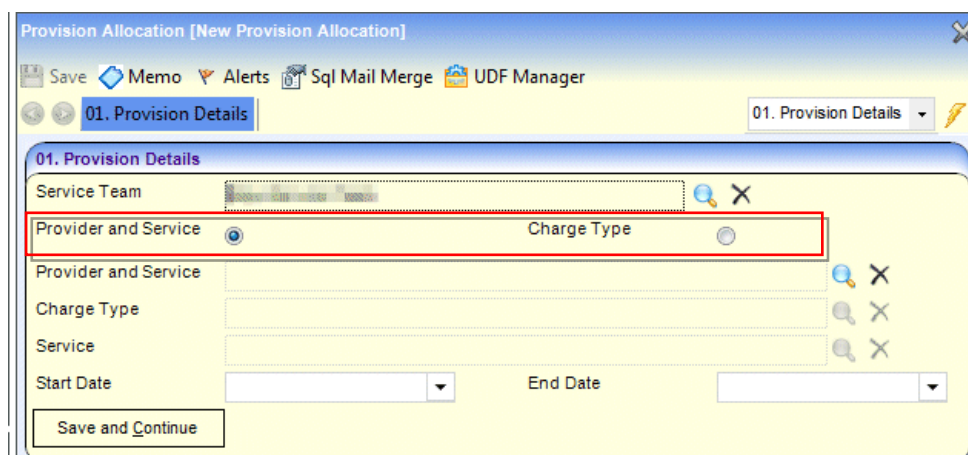 Provision Allocation [New Provision Allocation]
Save Memo Alerts Sql Mail Merge UDF Manager
01. Provision Details 01. Provision Details
01. Provision Details
Service Team
Provider and Service Charge Type
Provider and Service
Charge Type
Service
Start Date End Date
Save and Continue